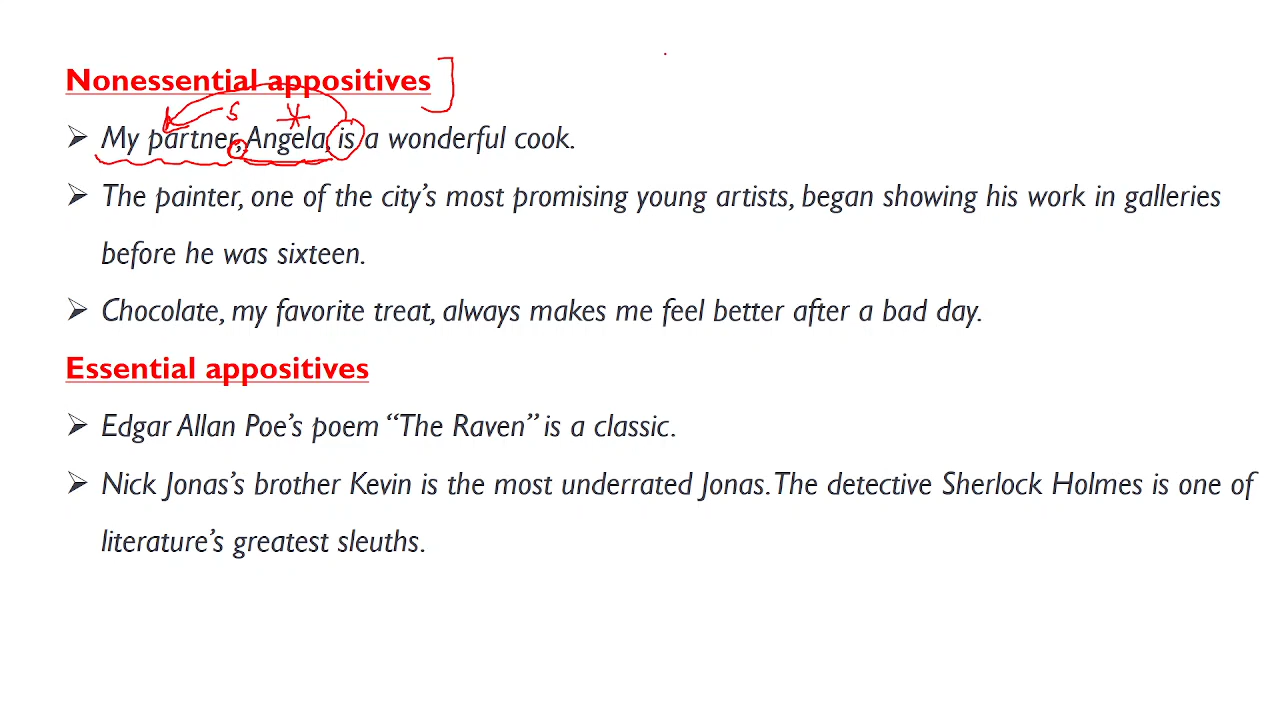 Nonessential appositives
S
➢ My partner, Angela, is a wonderful cook.
➢ The painter, one of the city’s most promising young artists, began showing his work in galleries
before he was sixteen.
➢ Chocolate, my favorite treat, always makes me feel better after a bad day.
Essential appositives
➢ Edgar Allan Poe’s poem “The Raven” is a classic.
➢ Nick Jonas’s brother Kevin is the most underrated Jonas. The detective Sherlock Holmes is one of
literature’s greatest sleuths.